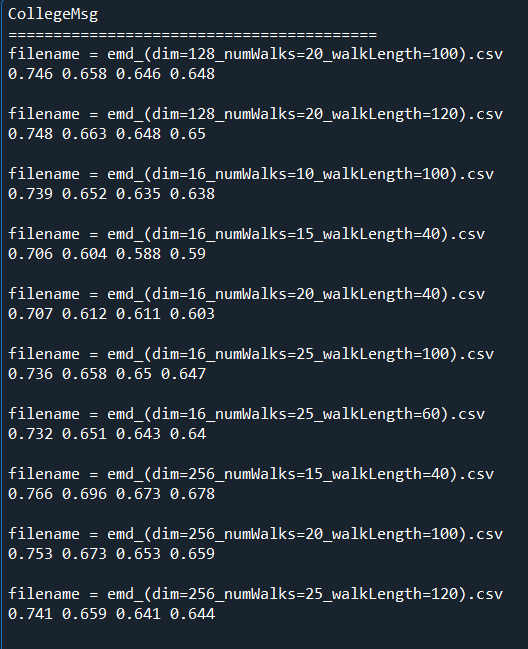 CollegeMsg
=========================================
filename = emd_(dim=128_numWalks=20_walkLength=100).csv
0.746 0.658 0.646 0.648
filename = emd_(dim=128_numWalks=20_walkLength=120).csv
0.748 0.663 0.648 0.65
filename = emd_(dim=16_numWalks=10_walkLength=100).csv
0.739 0.652 0.635 0.638
filename = emd_(dim=16_numWalks=15_walkLength=40).csv
0.706 0.604 0.588 0.59
filename = emd_(dim=16_numWalks=20_walkLength=40).csv
0.707 0.612 0.611 0.603
filename = emd_(dim=16_numWalks=25_walkLength=100).csv
0.736 0.658 0.65 0.647
filename = emd_(dim=16_numWalks=25_walkLength=60).csv
0.732 0.651 0.643 0.64
filename = emd_(dim=256_numWalks=15_walkLength=40).csv
0.766 0.696 0.673 0.678
filename = emd_(dim=256_numWalks=20_walkLength=100).csv
0.753 0.673 0.653 0.659
filename = emd_(dim=256_numWalks=25_walkLength=120).csv
0.741 0.659 0.641 0.644